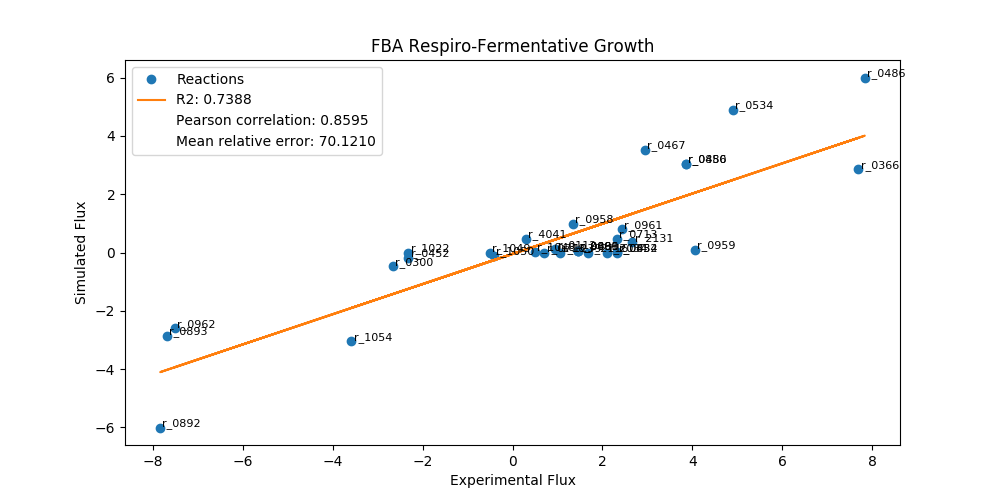 FBA Respiro-Fermentative Growth
Reactions
R2: 0.7388
Pearson correlation: 0.8595
Mean relative error: 70.1210
Simulated Flux
6
4
2
0
−2
−4
−6
r_0486
r_0534
r_0467
r_0366
r_0958
r_0961
r_4041
r_0713
r_2131
r_0959
r_1022
r_0452
r_0300
r_1049
r_1050
r_0962
r_0893
r_1054
r_0892
−8
−6
−4
−2
0
2
4
6
8
Experimental Flux